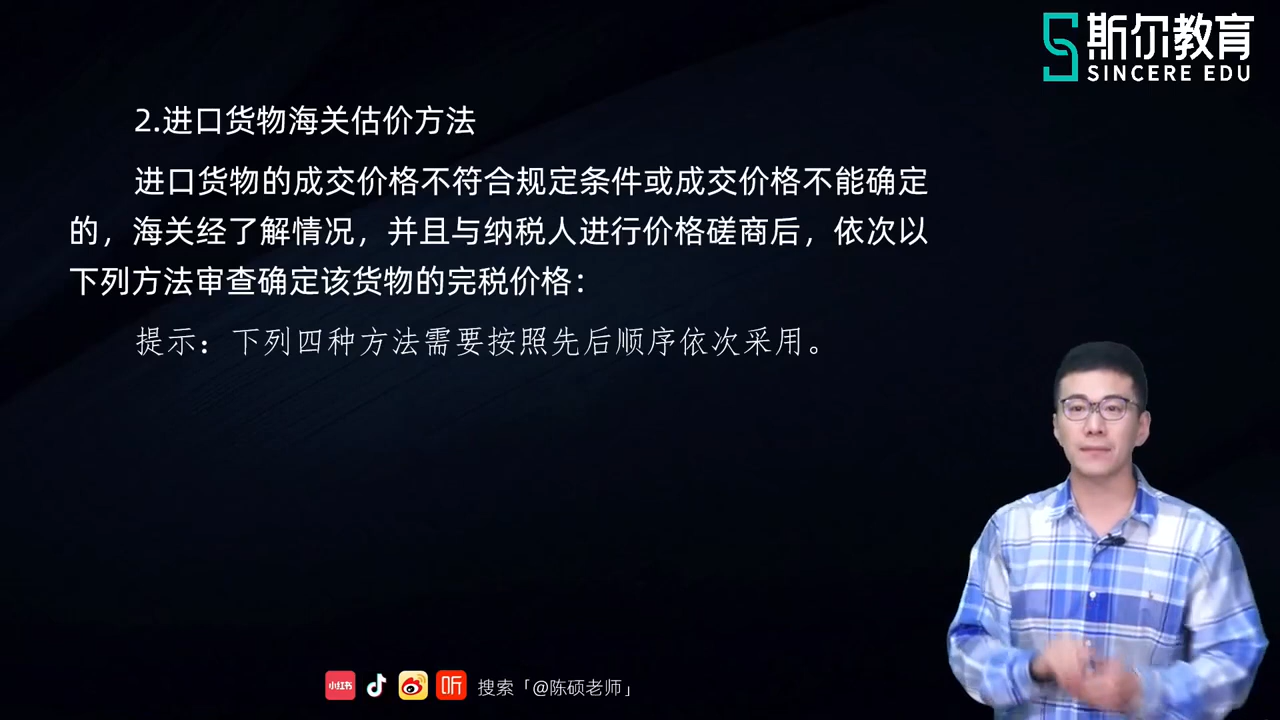 斯尔教育
SINCERE EDU
2.进口货物海关估价方法
进口货物的成交价格不符合规定条件或成交价格不能确定
的，海关经了解情况，并且与纳税人进行价格磋商后，依次以
下列方法审查确定该货物的完税价格：
提示：下列四种方法需要按照先后顺序依次采用。
小红书
听
搜索「@陈硕老师」